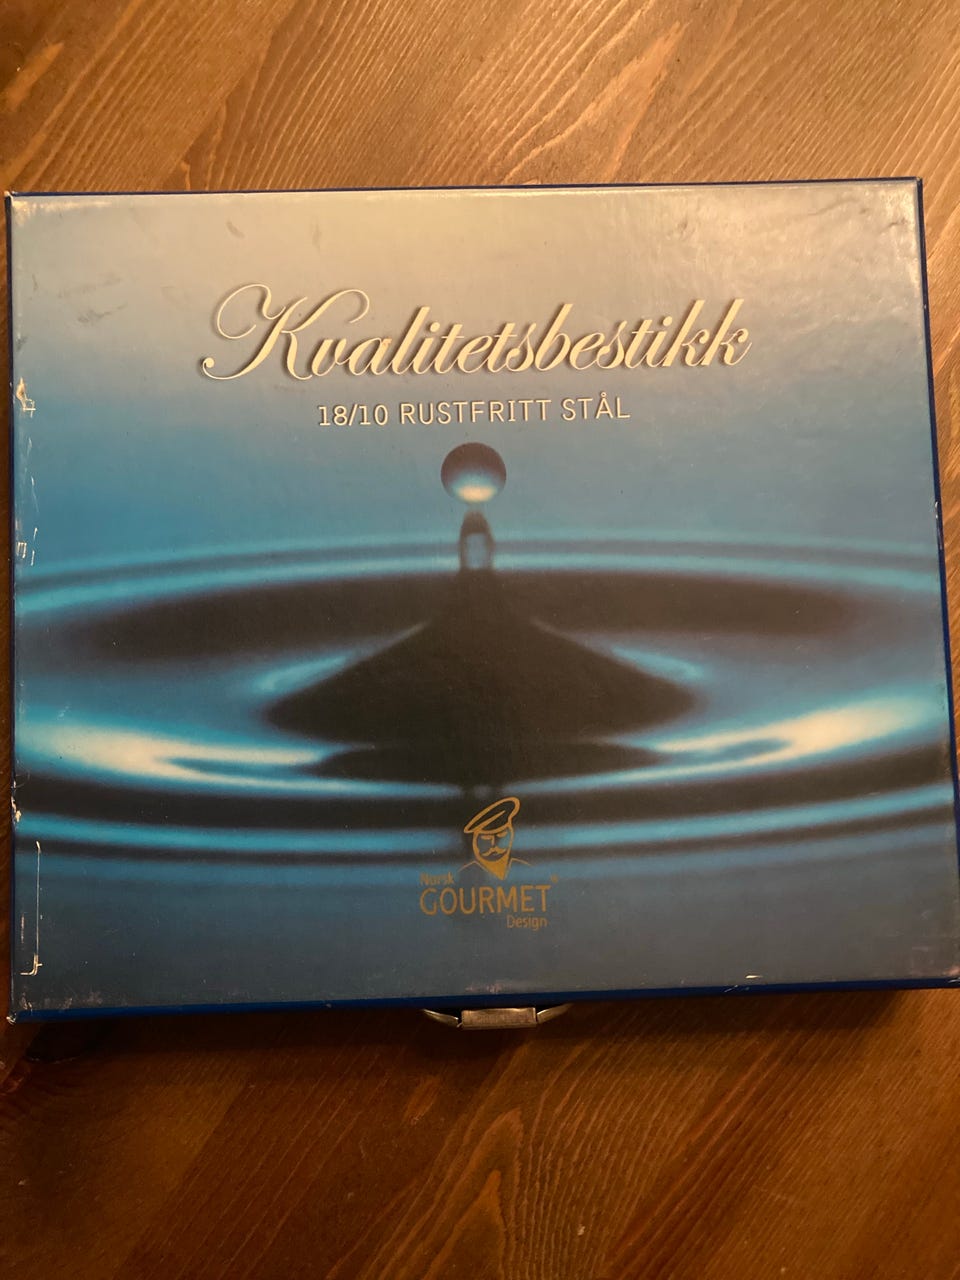 Kvalitetsbestikk
18/10 RUSTFRITT STÅL
Norsk
GOURMET
Design